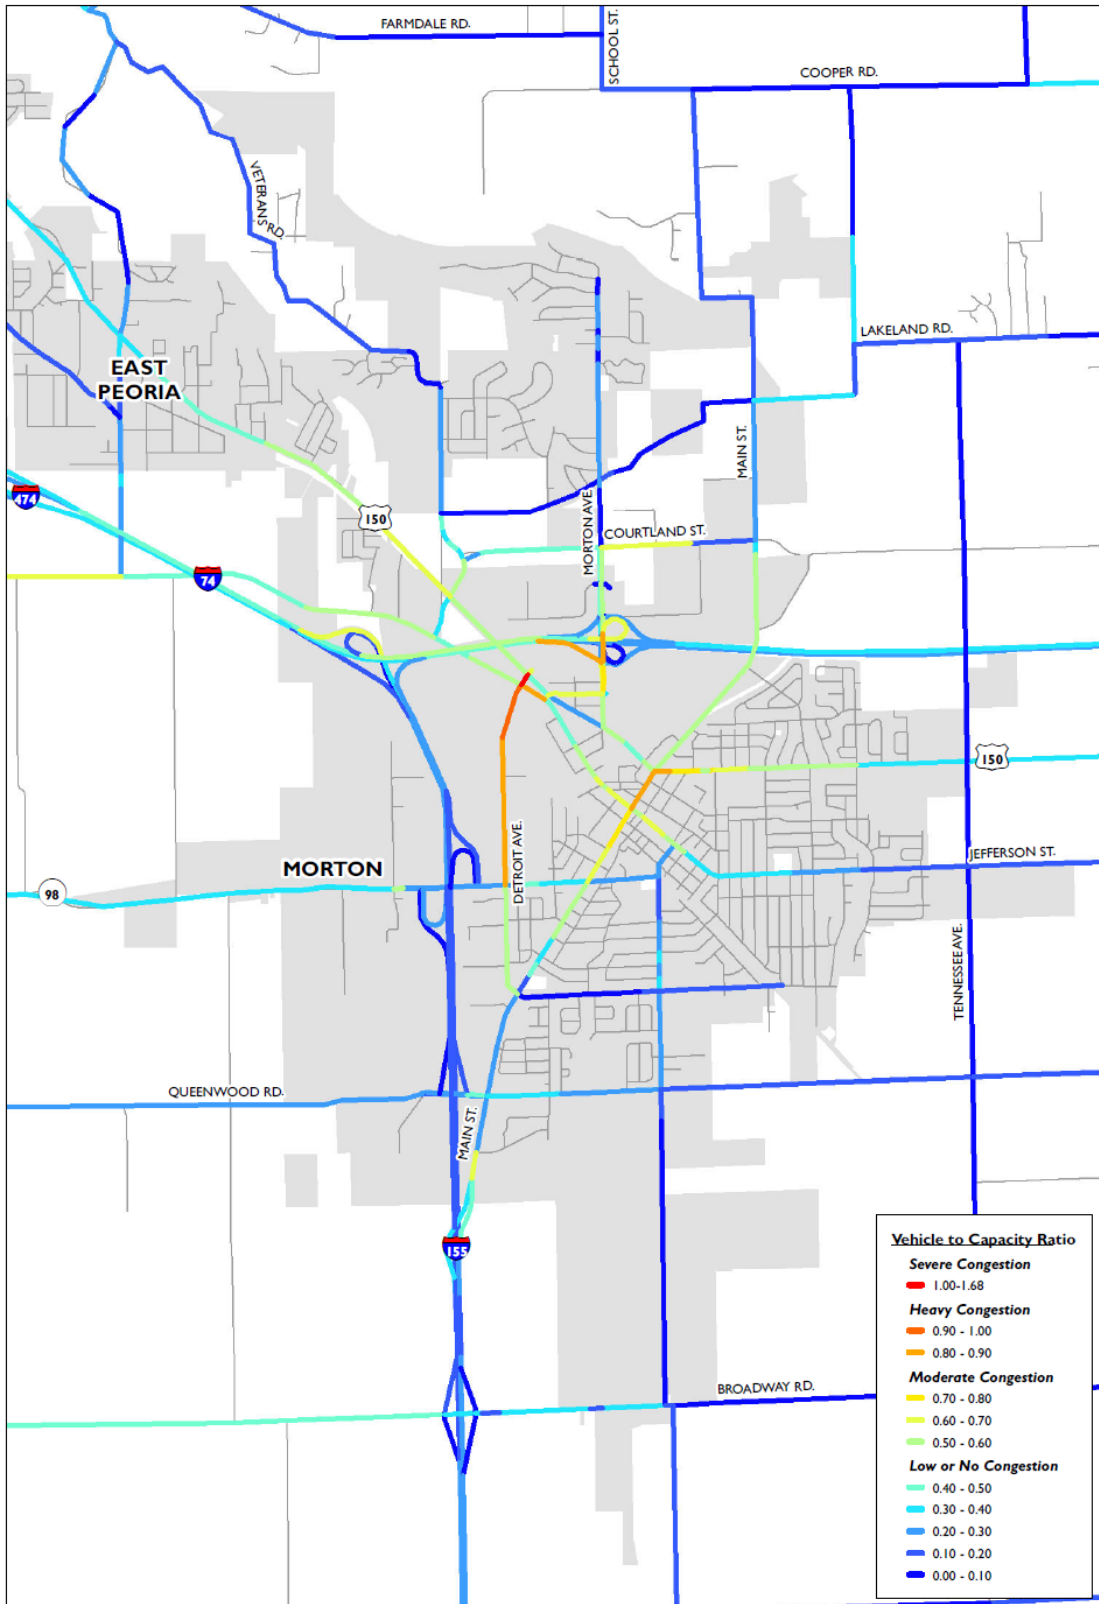 FARMDALE RD.
SCHOOL ST.
COOPER RD.
VETERANS RD.
LAKELAND RD.
EAST
PEORIA
MAIN ST.
474
150
MORTON AVE.
COURTLAND ST.
74
150
DETROIT AVE.
JEFFERSON ST.
MORTON
98
TENNESSEE AVE.
QUEENWOOD RD.
MAIN ST.
155
BROADWAY RD.
Vehicle to Capacity Ratio
Severe Congestion
1.00-1.68
Heavy Congestion
0.90 - 1.00
0.80 - 0.90
Moderate Congestion
0.70 - 0.80
0.60 - 0.70
0.50 - 0.60
Low or No Congestion
0.40 - 0.50
0.30 - 0.40
0.20 - 0.30
0.10 - 0.20
0.00 - 0.10